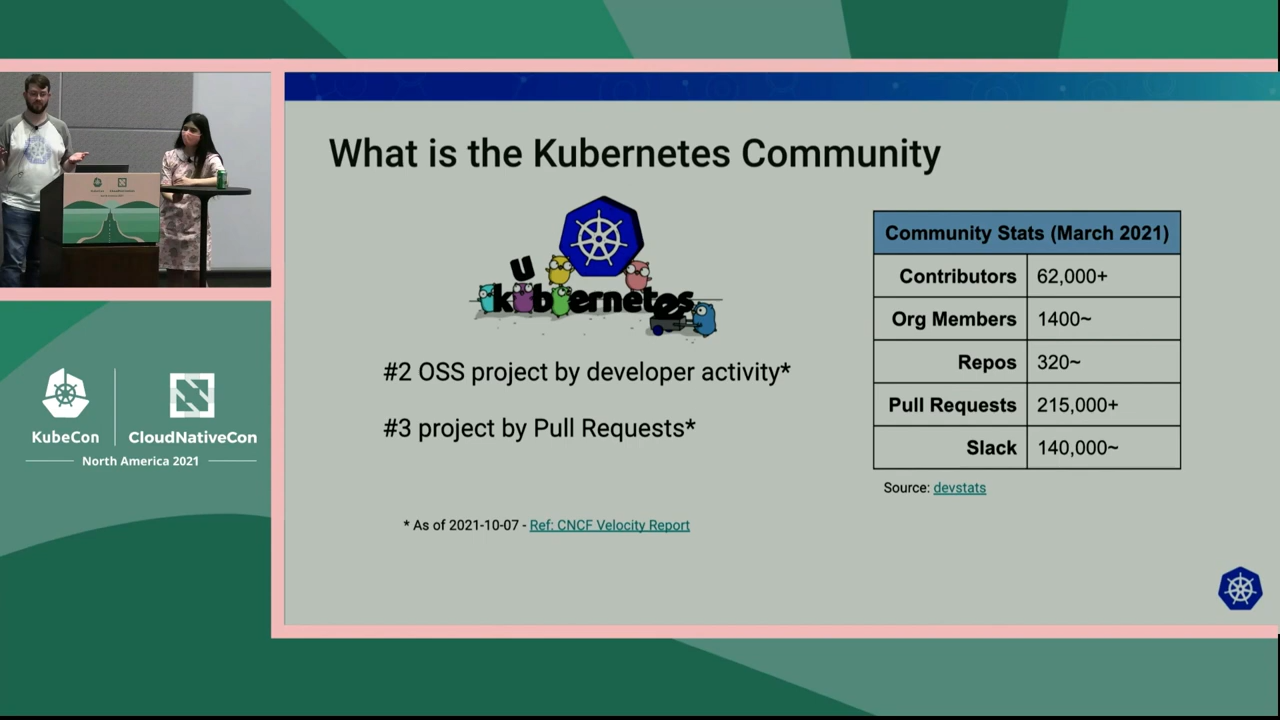 What is the Kubernetes Community
u
kubernetes
#2 OSS project by developer activity*
#3 project by Pull Requests*
* As of 2021-10-07 - Ref: CNCF Velocity Report
Community Stats (March 2021)
Contributors 62,000+
Org Members 1400~
Repos 320~
Pull Requests 215,000+
Slack 140,000~
Source: devstats
KubeCon CloudNativeCon
North America 2021
KubeCon CloudNativeCon